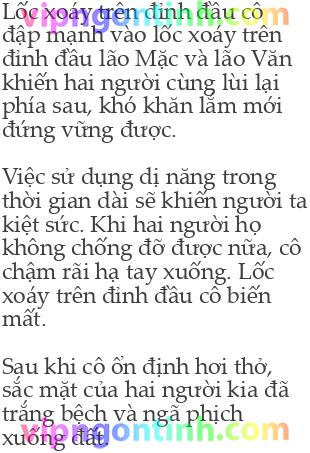 Lốc xoáy trên đỉnh đầu cô
đập mạnh vào lốc xoáy trên
đỉnh đầu lão Mặc và lão Văn
khiến hai người cùng lùi lại
phía sau, khó khăn lắm mới
đứng vững được.
Việc sử dụng dị năng trong
thời gian dài sẽ khiến người ta
kiệt sức. Khi hai người họ
không chống đỡ được nữa, cô
chậm rãi hạ tay xuống. Lốc
xoáy trên đỉnh đầu cô biến
mất.
Sau khi cô ổn định hơi thở,
sắc mặt của hai người kia đã
trắng bệch và ngã phịch
xuống đất.
vipngontinh.com
vipngontinh.com